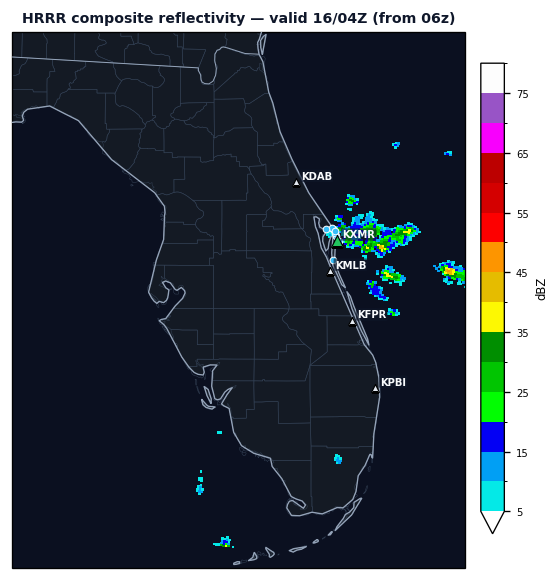 HRRR composite reflectivity — valid 16/04Z (from 06z)
KDAB
KXMR
KMLB
KFPR
KPBI
75
65
55
45
35
25
15
5
dBZ